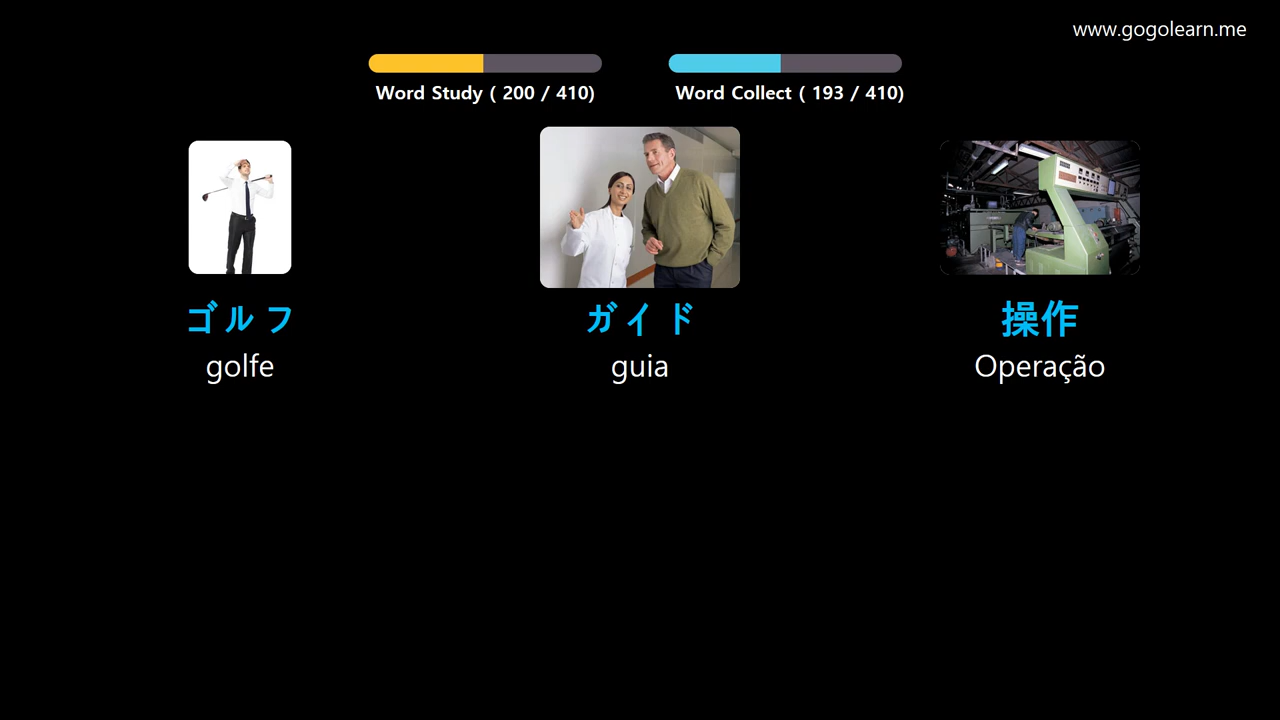 www.gogolearn.me
Word Study ( 200 / 410)
Word Collect ( 193 / 410)
ゴルフ
ガイド
操作
golfe
guia
Operação